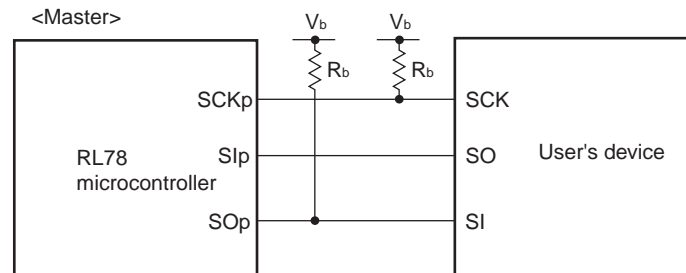 <Master>
Vb Vb
Rb Rb
SCKp SCK
SIp SO
RL78
microcontroller
User's device
SOp SI